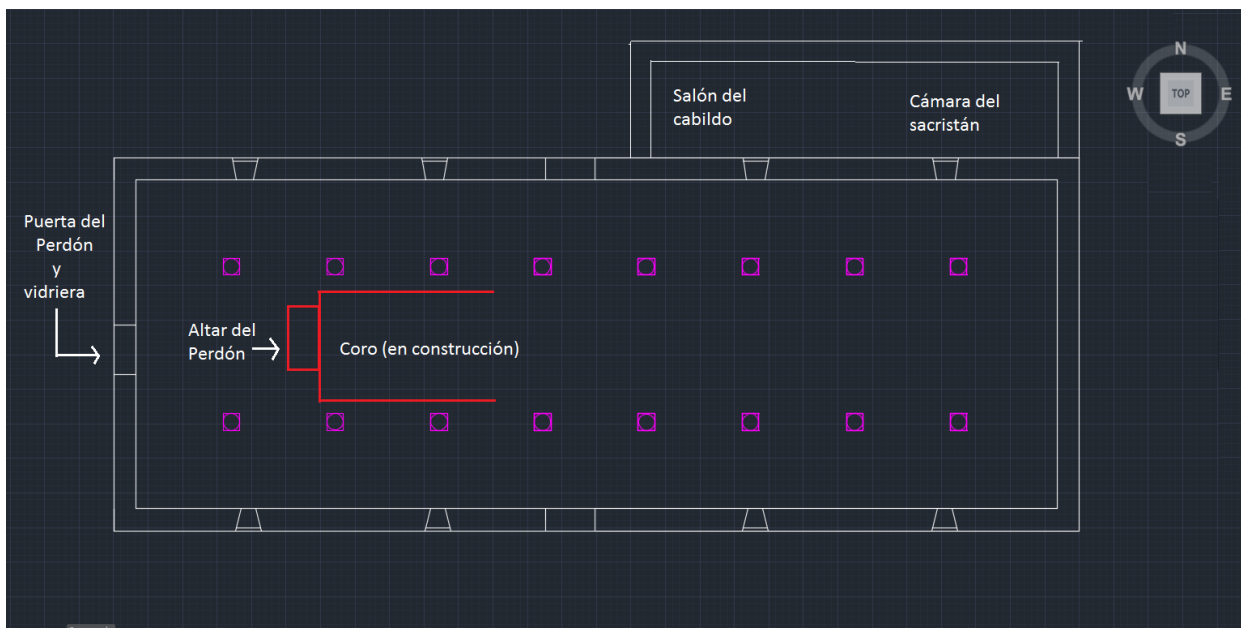 N
W
TOP
E
S
Salón del
cabildo
Cámara del
sacristán
Puerta del
Perdón
y
vidriera
Altar del
Perdón
Coro (en construcción)